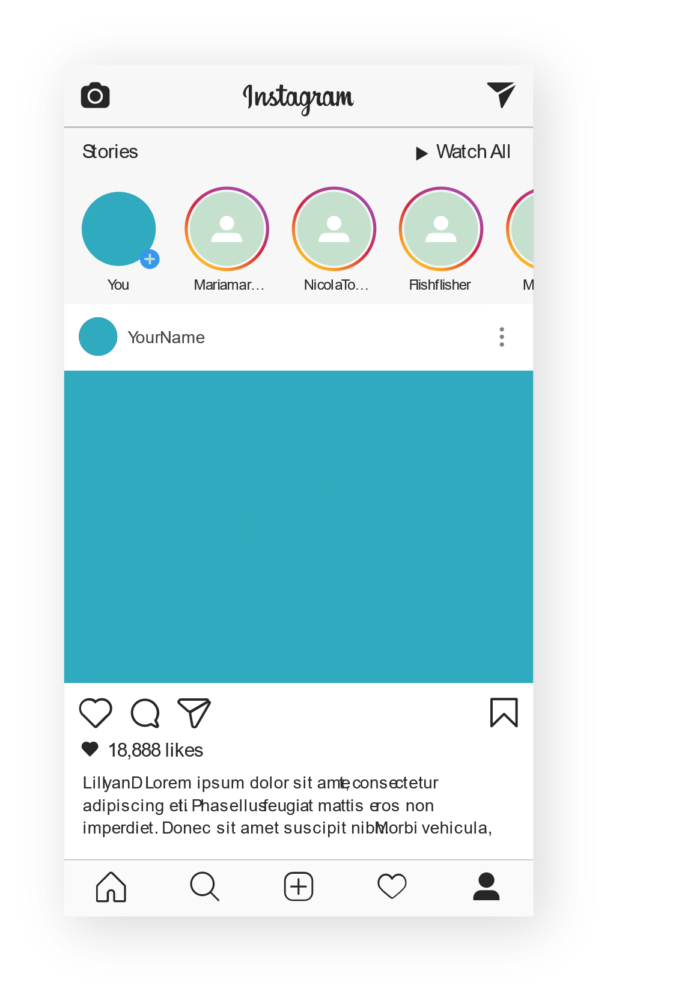 Instagram
Stories
Watch All
You
Mariamar...
NicolaTo...
Flishflisher
M
YourName
18,888 likes
LillyanD Lorem ipsum dolor sit amet, consectetur
adipiscing elit. Phasellus feugiat mattis eros non
imperdiet. Donec sit amet suscipit nibh. Morbi vehicula,